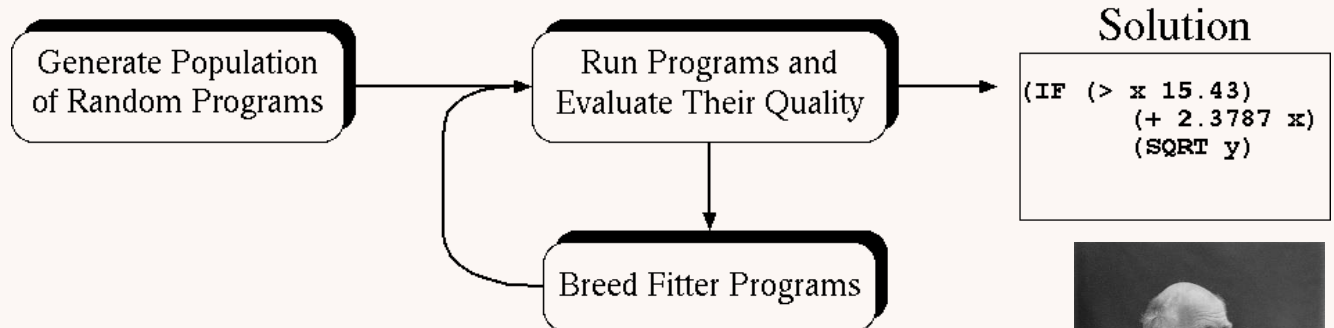 Generate Population
of Random Programs
Run Programs and
Evaluate Their Quality
Breed Fitter Programs
Solution
(IF (> x 15.43)
(+ 2.3787 x)
(SQRT y)